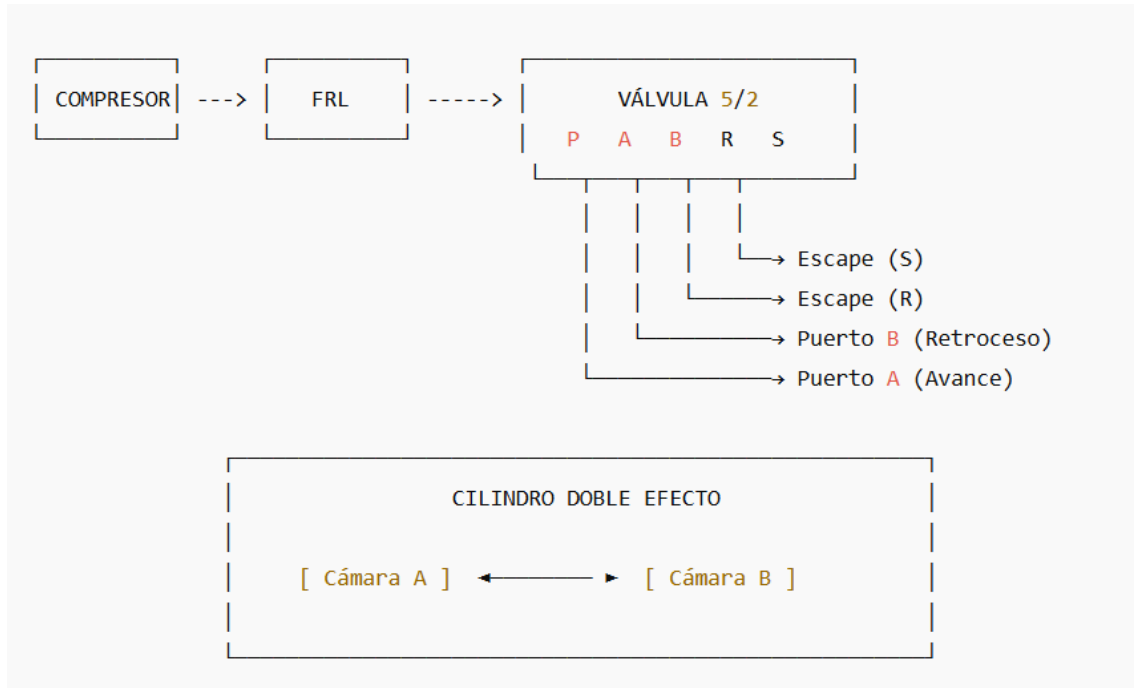 COMPRESOR ---> FRL -----> VÁLVULA 5/2
P A B R S
Escape (S)
Escape (R)
Puerto B (Retroceso)
Puerto A (Avance)
CILINDRO DOBLE EFECTO
[ Cámara A ] [ Cámara B ]